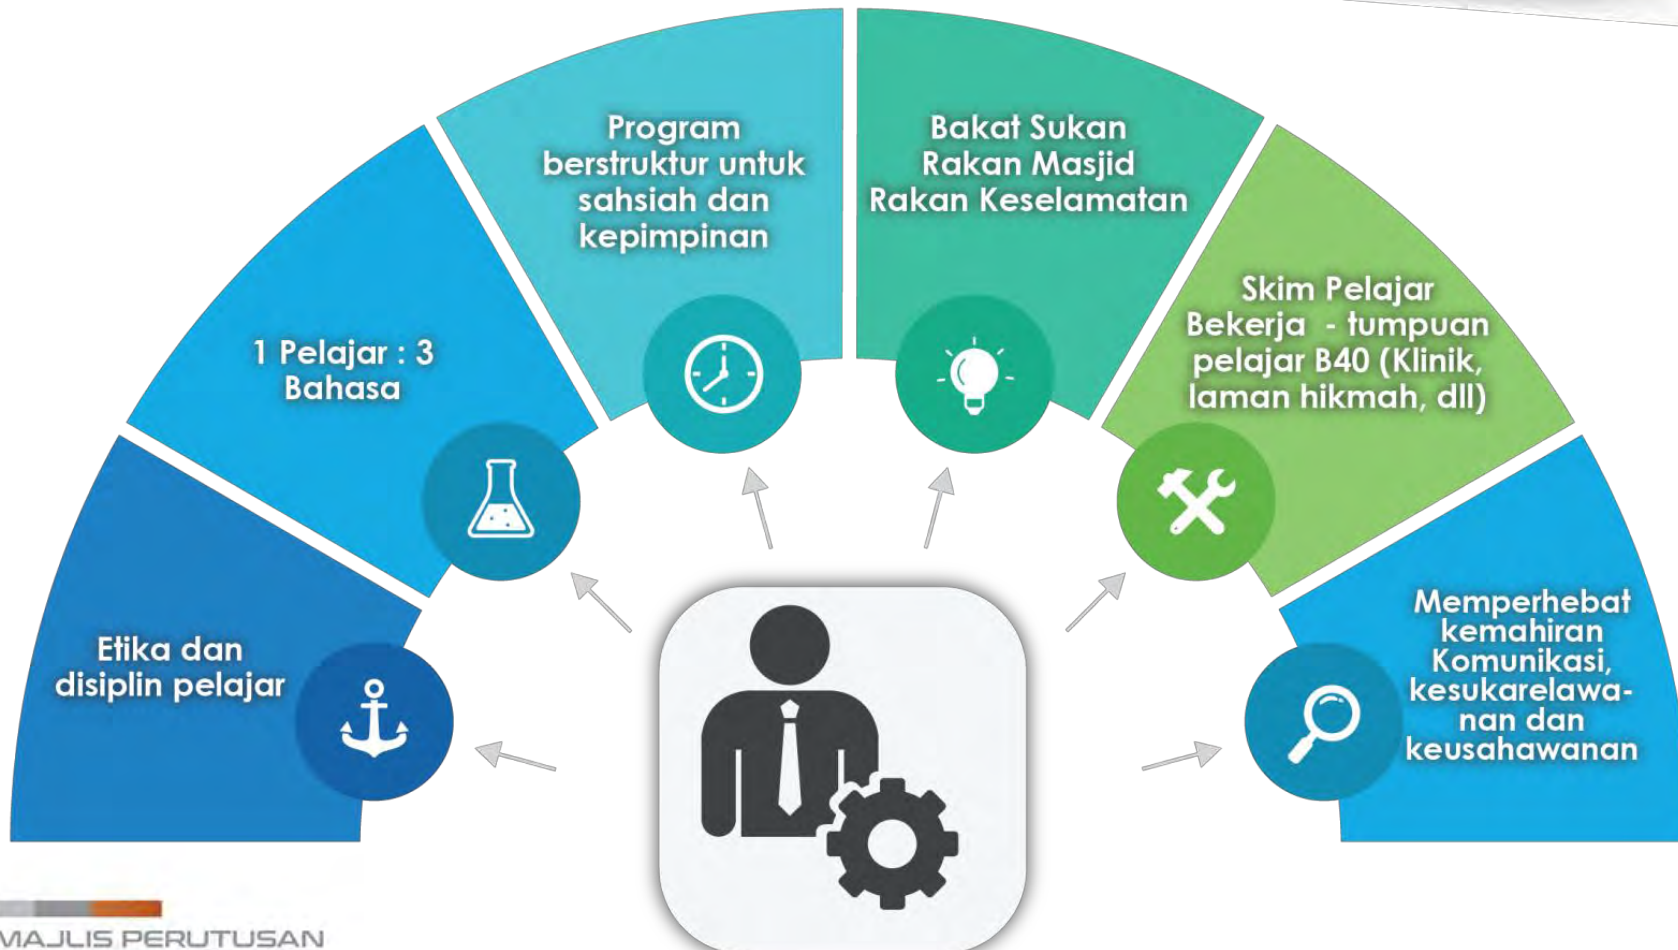 Program
berstruktur untuk
sahsiah dan
kepimpinan
Bakat Sukan
Rakan Masjid
Rakan Keselamatan
1 Pelajar : 3
Bahasa
Skim Pelajar
Bekerja - tumpuan
pelajar B40 (Klinik,
laman hikmah, dll)
Etika dan
disiplin pelajar
Memperhebat
kemahiran
Komunikasi,
kesukarelawa-
nan dan
keusahawanan
MAJLIS PERUTUSAN